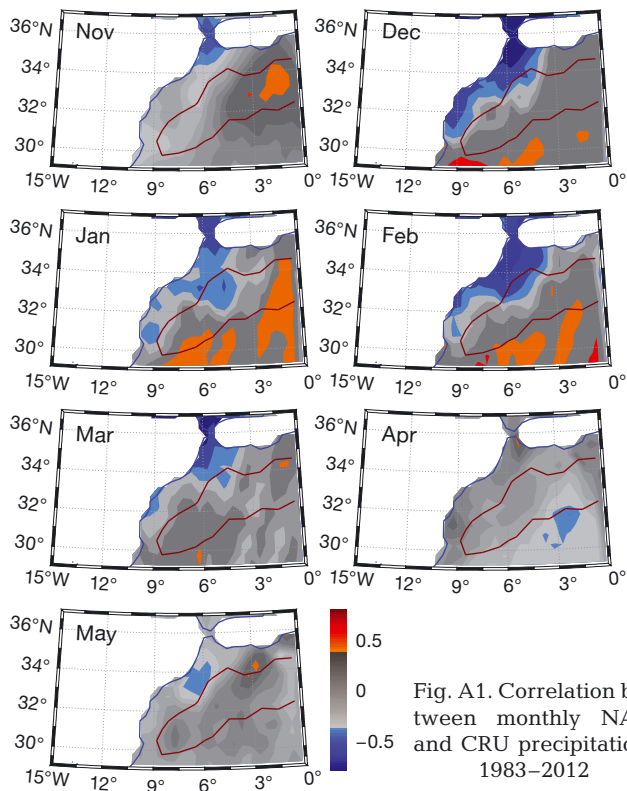 36°N
34°
32°
30°
15°W 12° 9° 6° 3° 0°
Nov
36°N
34°
32°
30°
15°W 12° 9° 6° 3° 0°
Dec
36°N
34°
32°
30°
15°W 12° 9° 6° 3° 0°
Jan
36°N
34°
32°
30°
15°W 12° 9° 6° 3° 0°
Feb
36°N
34°
32°
30°
15°W 12° 9° 6° 3° 0°
Mar
36°N
34°
32°
30°
15°W 12° 9° 6° 3° 0°
Apr
36°N
34°
32°
30°
15°W 12° 9° 6° 3° 0°
May
0.5
0
−0.5
Fig. A1. Correlation b
tween monthly NA
and CRU precipitatio
1983–2012